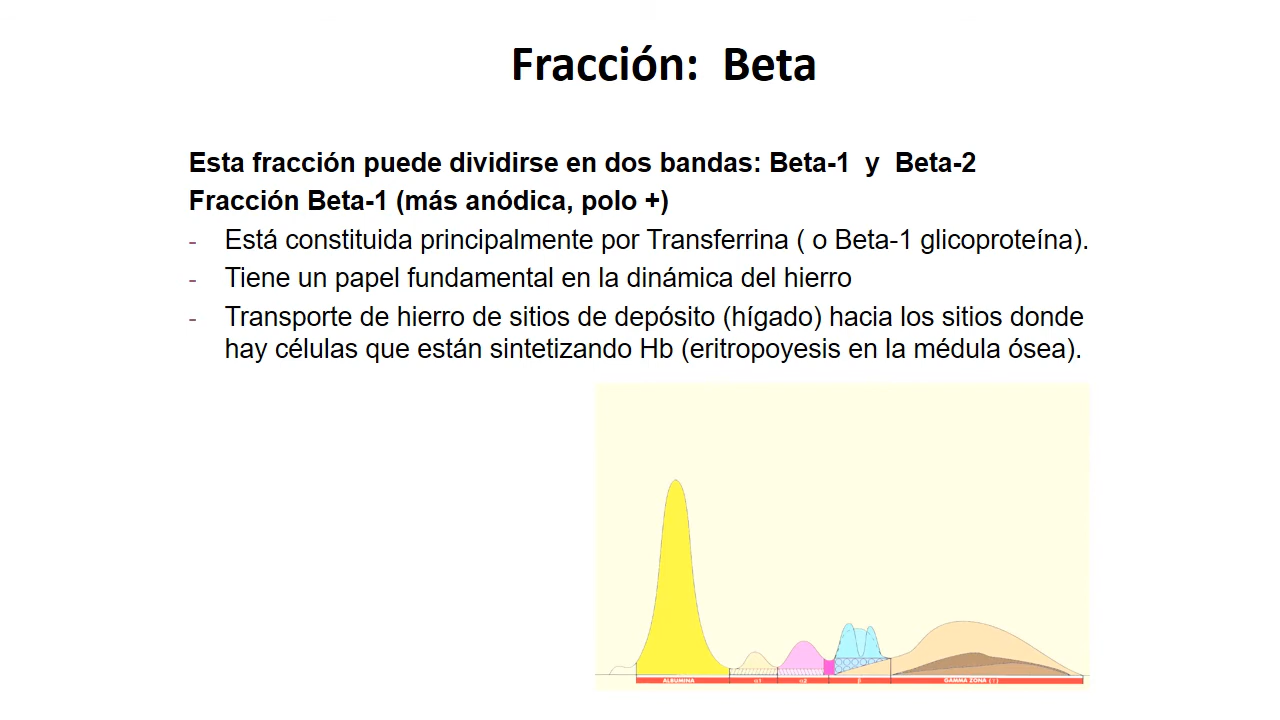 Fracción: Beta
Esta fracción puede dividirse en dos bandas: Beta-1 y Beta-2
Fracción Beta-1 (más anódica, polo +)
- Está constituida principalmente por Transferrina ( o Beta-1 glicoproteína).
- Tiene un papel fundamental en la dinámica del hierro
- Transporte de hierro de sitios de depósito (hígado) hacia los sitios donde
hay células que están sintetizando Hb (eritropoyesis en la médula ósea).
ALBUMINA α1 α2 β GAMMA ZONA (γ)